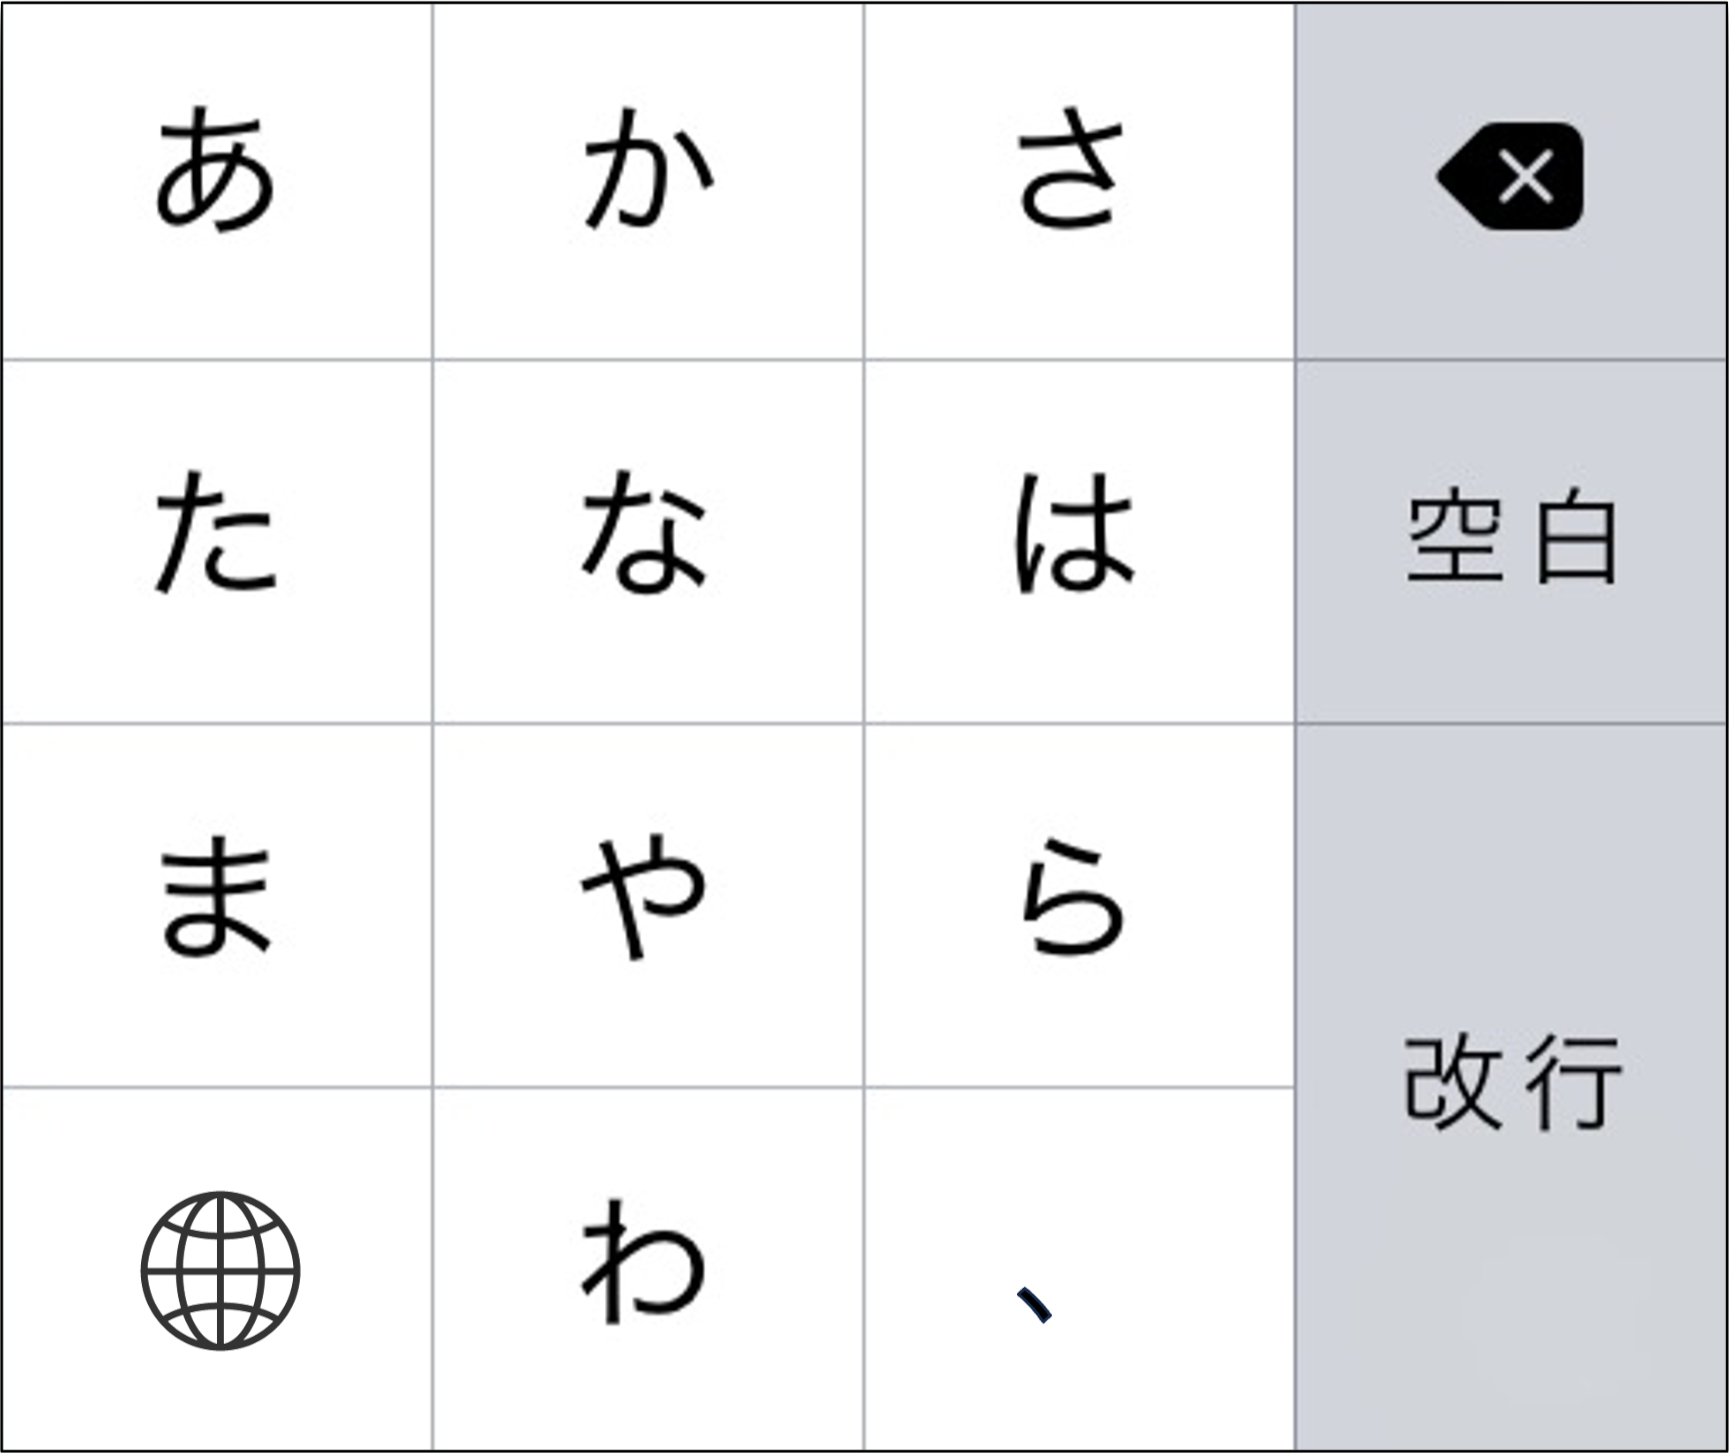 あ か さ
た な は 空白
ま や ら
改行
わ 、